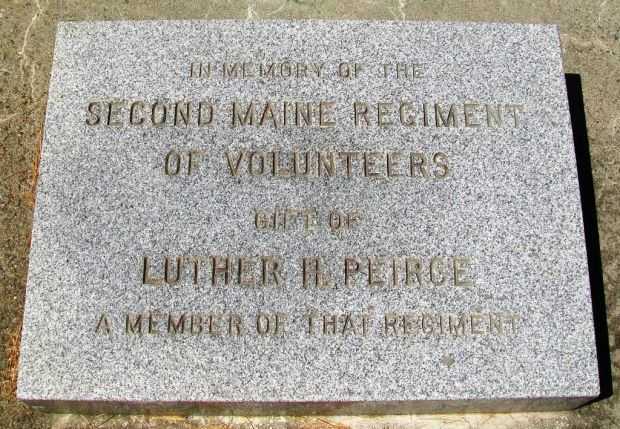 IN MEMORY OF THE
SECOND MAINE REGIMENT
OF VOLUNTEERS
GIFT OF
LUTHER H. PEIRCE
A MEMBER OF THAT REGIMENT